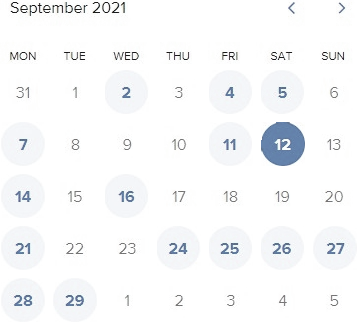 September 2021
MON TUE WED THU FRI SAT SUN
31 1 2 3 4 5 6
7 8 9 10 11 12 13
14 15 16 17 18 19 20
21 22 23 24 25 26 27
28 29 1 2 3 4 5